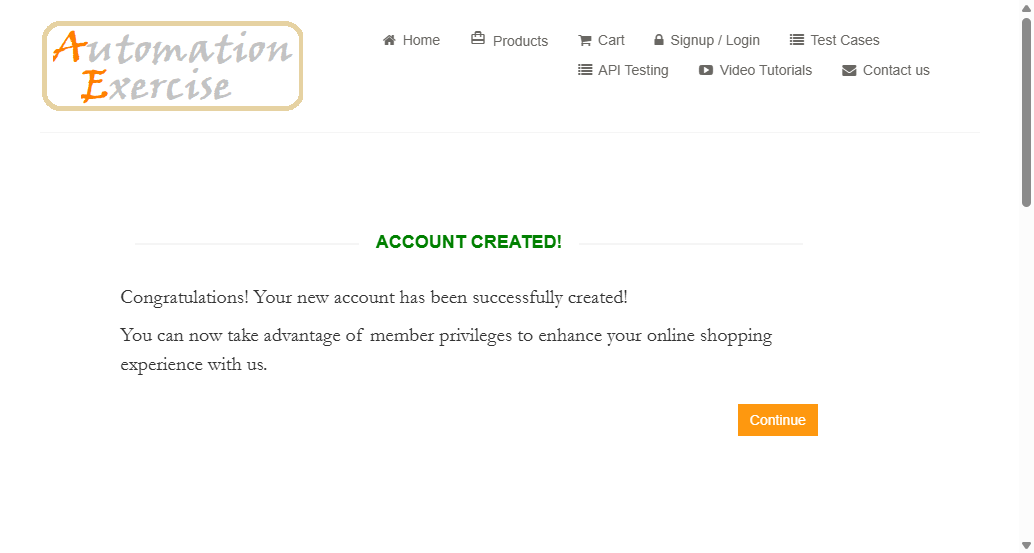 Automation
Exercise
Home Products Cart Signup / Login Test Cases
API Testing Video Tutorials Contact us
ACCOUNT CREATED!
Congratulations! Your new account has been successfully created!
You can now take advantage of member privileges to enhance your online shopping
experience with us.
Continue